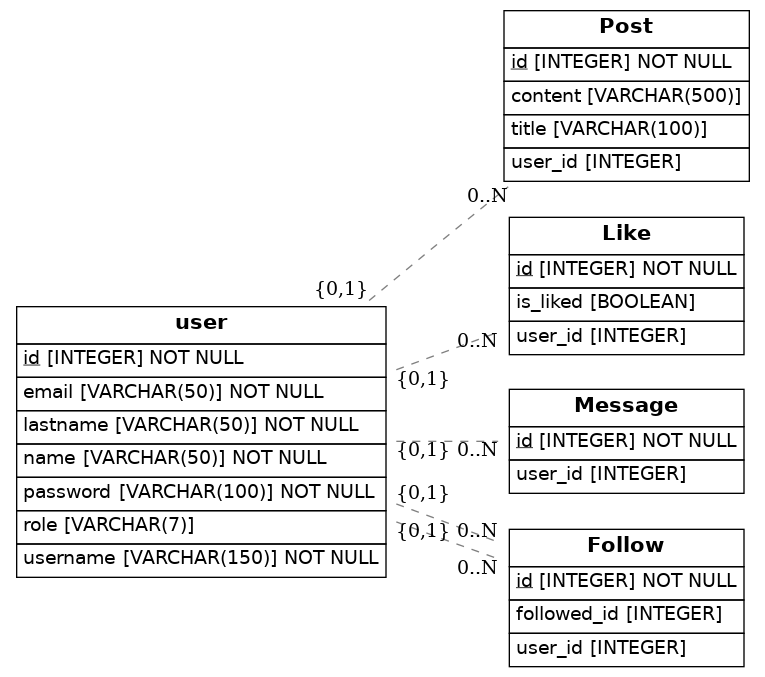 Post
id [INTEGER] NOT NULL
content [VARCHAR(500)]
title [VARCHAR(100)]
user_id [INTEGER]
0..N
{0,1}
Like
id [INTEGER] NOT NULL
is_liked [BOOLEAN]
user_id [INTEGER]
0..N
{0,1}
user
id [INTEGER] NOT NULL
email [VARCHAR(50)] NOT NULL
lastname [VARCHAR(50)] NOT NULL
name [VARCHAR(50)] NOT NULL
password [VARCHAR(100)] NOT NULL
role [VARCHAR(7)]
username [VARCHAR(150)] NOT NULL
Message
id [INTEGER] NOT NULL
user_id [INTEGER]
{0,1} 0..N
{0,1}
{0,1} 0..N
0..N
Follow
id [INTEGER] NOT NULL
followed_id [INTEGER]
user_id [INTEGER]